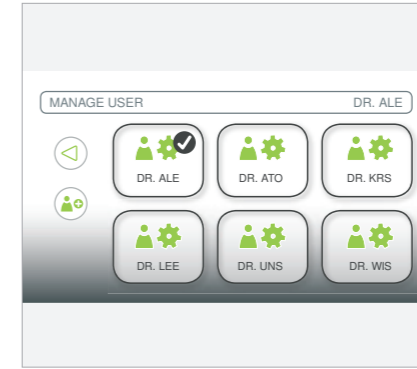 MANAGE USER DR. ALE
DR. ALE DR. ATO DR. KRS
DR. LEE DR. UNS DR. WIS